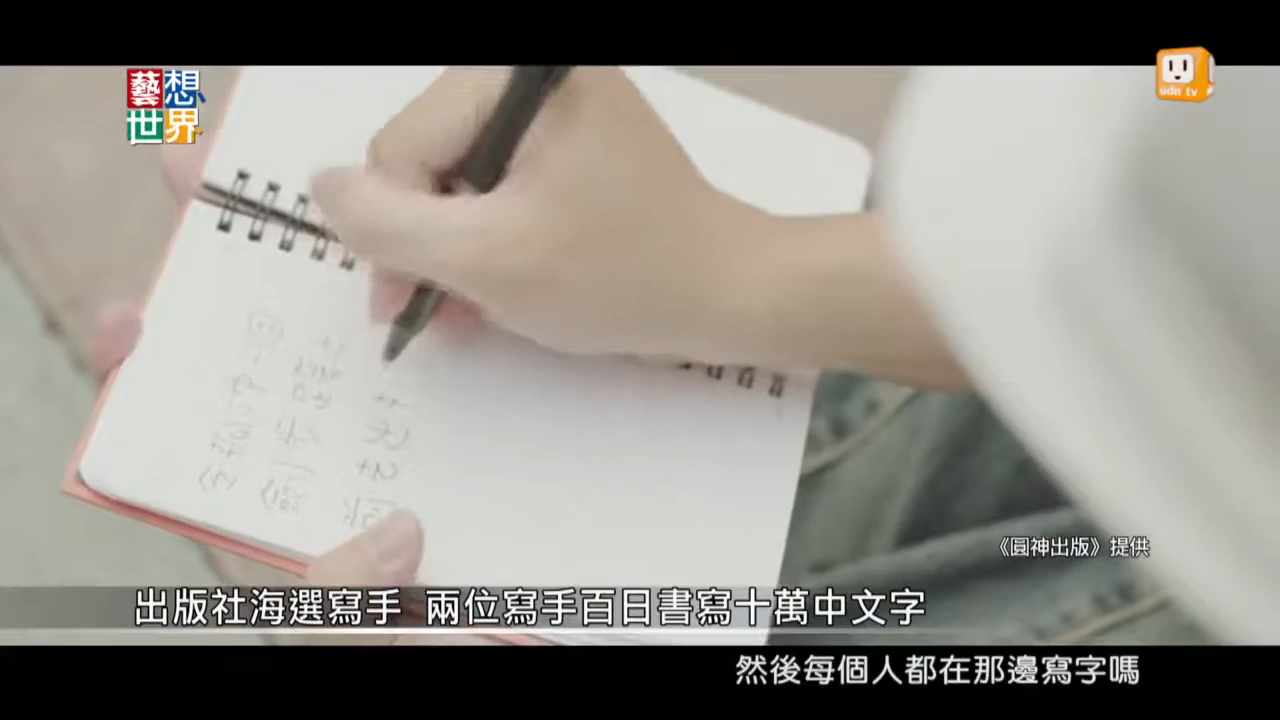 藝想
世界
udn tv
《圓神出版》提供
出版社海選寫手 兩位寫手百日書寫十萬中文字
然後每個人都在那邊寫字嗎